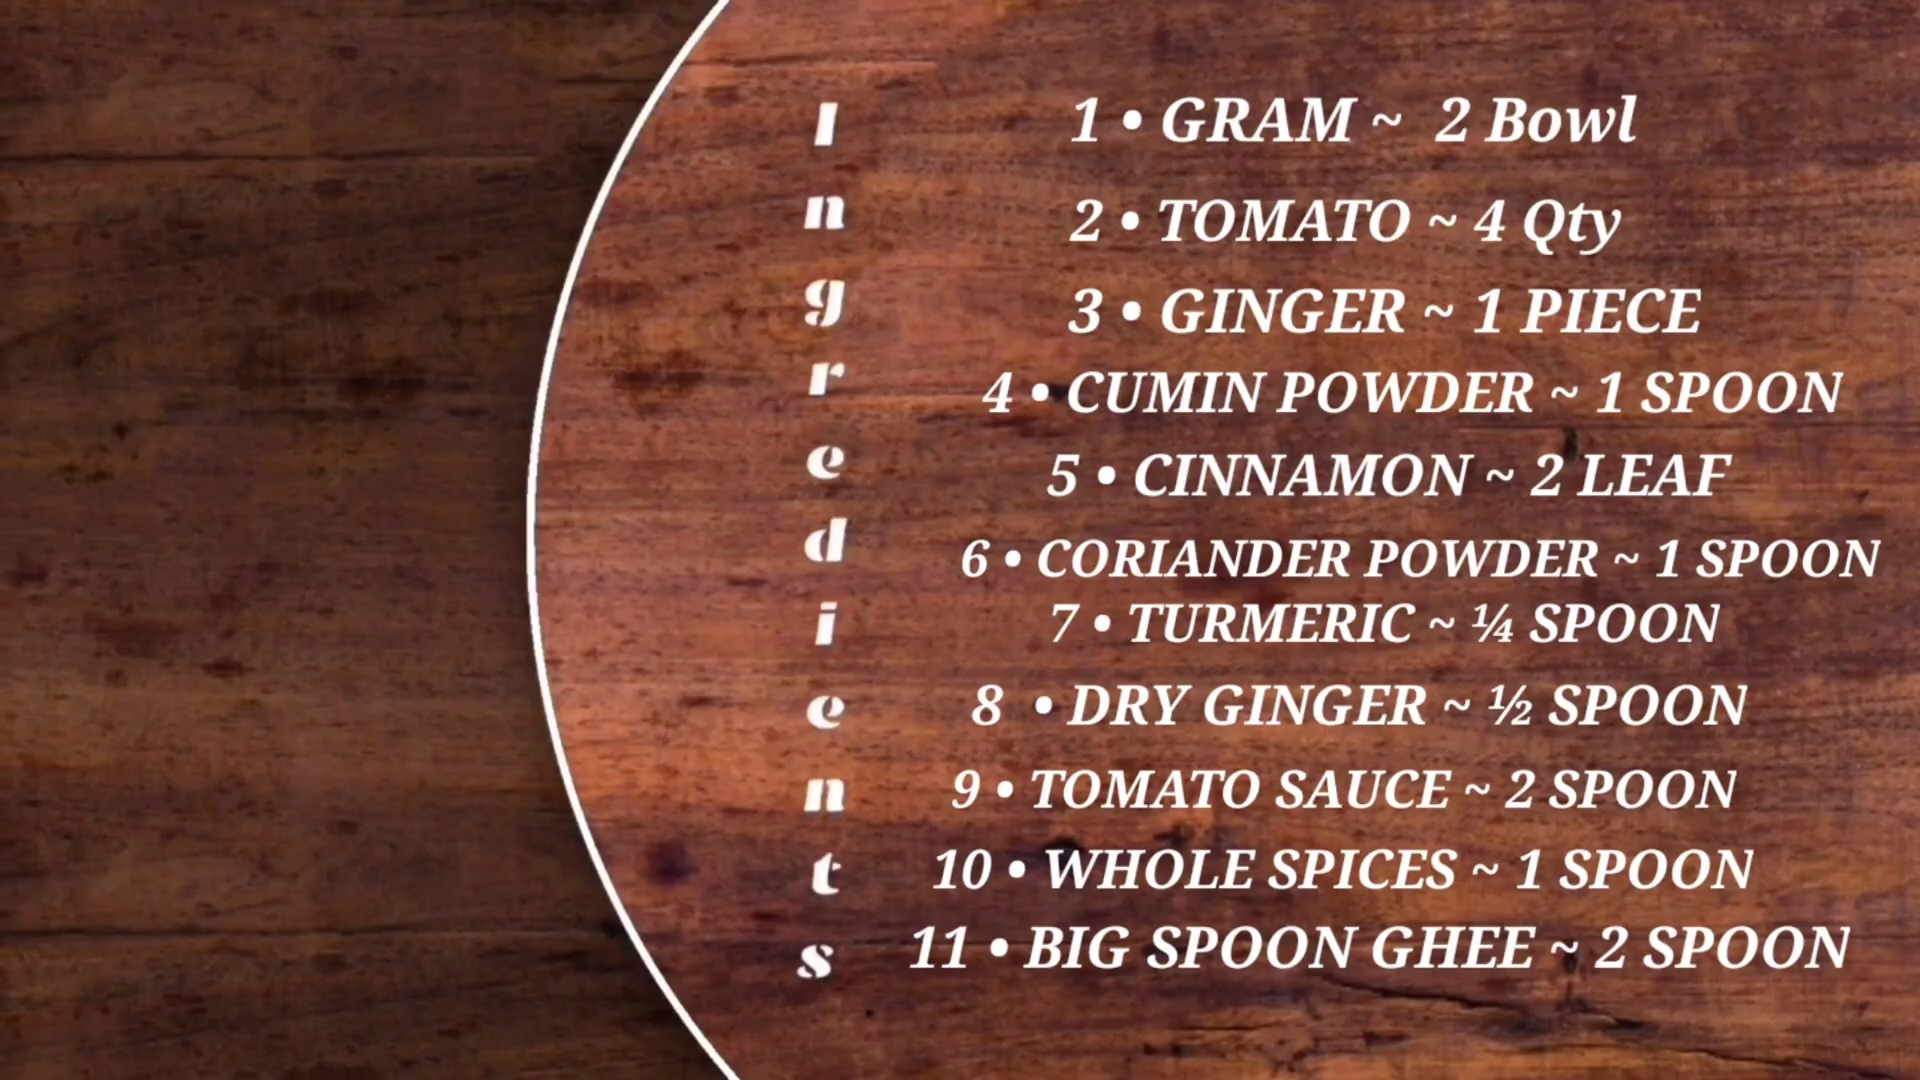 Ingredients
1 • GRAM ~ 2 Bowl
2 • TOMATO ~ 4 Qty
3 • GINGER ~ 1 PIECE
4 • CUMIN POWDER ~ 1 SPOON
5 • CINNAMON ~ 2 LEAF
6 • CORIANDER POWDER ~ 1 SPOON
7 • TURMERIC ~ ¼ SPOON
8 • DRY GINGER ~ ½ SPOON
9 • TOMATO SAUCE ~ 2 SPOON
10 • WHOLE SPICES ~ 1 SPOON
11 • BIG SPOON GHEE ~ 2 SPOON